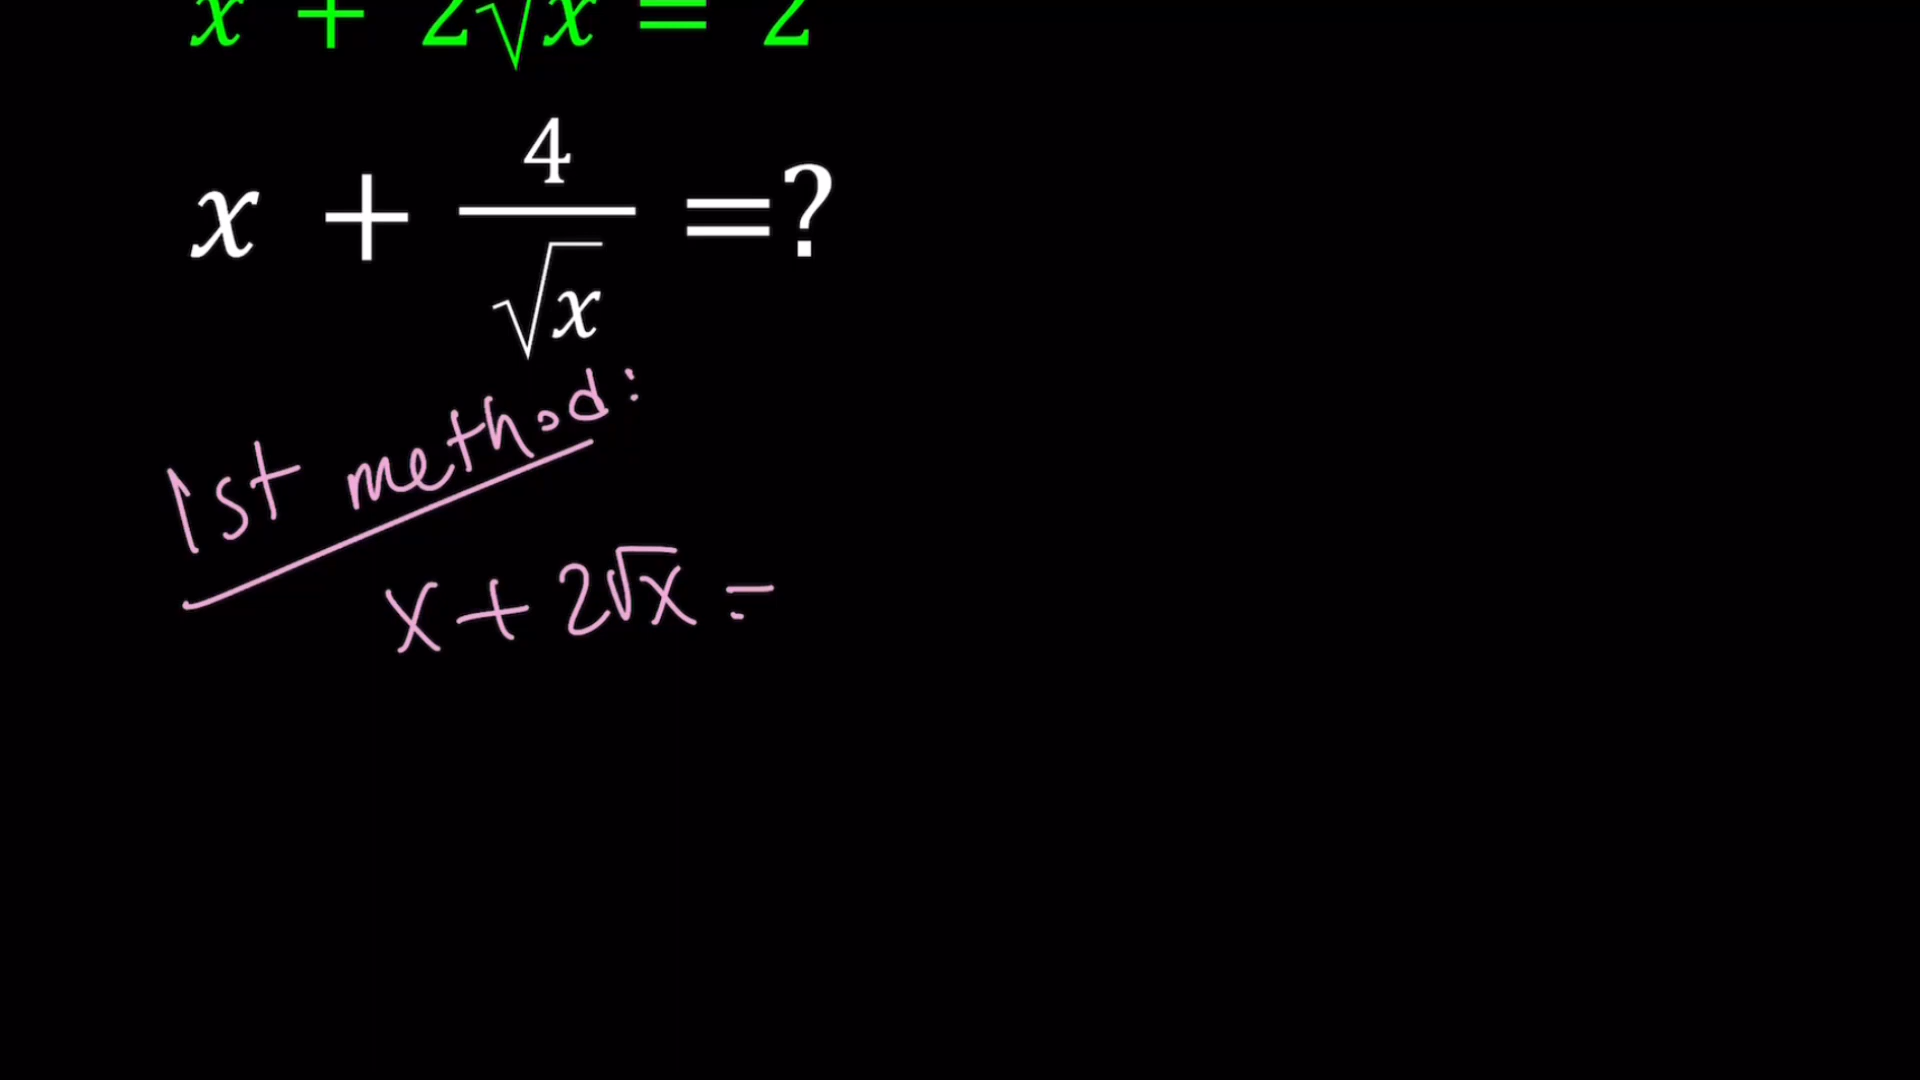 x + 2√x = 2
x + 4/√x =?
1st method:
x + 2√x =